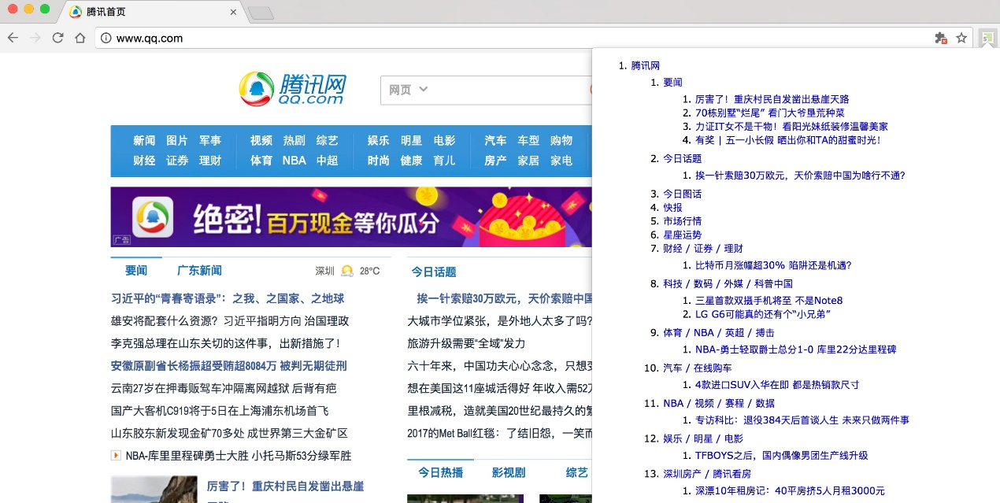 腾讯首页
www.qq.com
腾讯网
QQ.com
网页
新闻 图片 军事 视频 热剧 综艺 娱乐 明星 电影 汽车 车型 购物
财经 证券 理财 体育 NBA 中超 时尚 健康 育儿 房产 家居 家电
绝密!百万现金等你瓜分
广告
要闻 广东新闻 深圳 28°C
习近平的“青春寄语录”：之我、之国家、之地球
雄安将配套什么资源？习近平指明方向 治国理政
李克强总理在山东关切的这件事，出新措施了！
安徽原副省长杨振超受贿超8084万 被判无期徒刑
云南27岁在押毒贩驾车冲隔离网越狱 后背有疤
国产大客机C919将于5日在上海浦东机场首飞
山东胶东新发现金矿70多处 成世界第三大金矿区
NBA-库里里程碑勇士大胜 小托马斯53分绿军胜
厉害了！重庆村民自发凿出悬崖
今日话题
挨一针索赔30万欧元，天价索赔中国
大城市学位紧张，是外地人太多了吗?
旅游升级需要“全域”发力
六十年来，中国功夫心心念念，只想变
想在美国这11座城活得好 年收入需52万
里根减税，造就美国20世纪最持久的繁
2017的Met Ball红毯：了结旧怨，一笑而
今日热播 影视剧 综艺
1. 腾讯网
1. 要闻
1. 厉害了！重庆村民自发凿出悬崖天路
2. 70栋别墅“烂尾” 看门大爷垦荒种菜
3. 力证IT女不是干物！看阳光妹纸装修温馨美家
4. 有奖 | 五一小长假 晒出你和TA的甜蜜时光！
2. 今日话题
1. 挨一针索赔30万欧元，天价索赔中国为啥行不通?
3. 今日图话
4. 快报
5. 市场行情
6. 星座运势
7. 财经 / 证券 / 理财
1. 比特币月涨幅超30% 陷阱还是机遇?
8. 科技 / 数码 / 外媒 / 科普中国
1. 三星首款双摄手机将至 不是Note8
2. LG G6可能真的还有个“小兄弟”
9. 体育 / NBA / 英超 / 搏击
1. NBA-勇士轻取爵士总分1-0 库里22分达里程碑
10. 汽车 / 在线购车
1. 4款进口SUV入华在即 都是热销款尺寸
11. NBA / 视频 / 赛程 / 数据
1. 专访科比：退役384天后首谈人生 未来只做两件事
12. 娱乐 / 明星 / 电影
1. TFBOYS之后，国内偶像男团生产线升级
13. 深圳房产 / 腾讯看房
1. 深漂10年租房记：40平房挤5人月租3000元